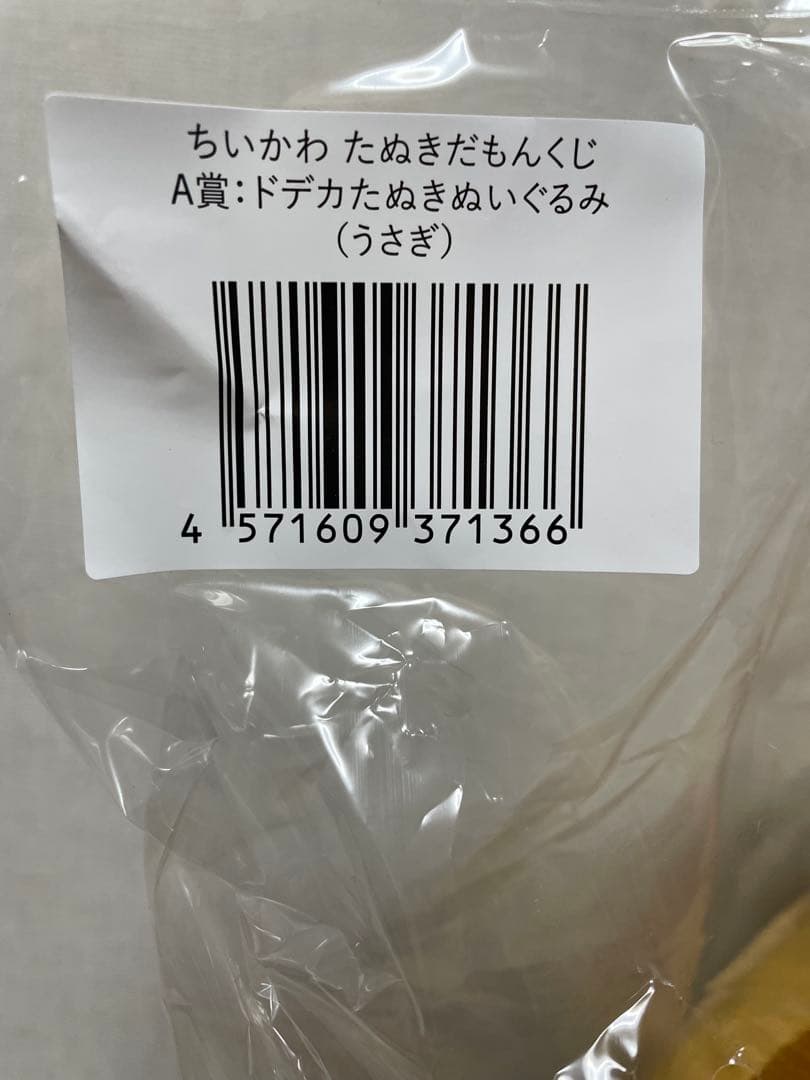 ちいかわ たぬきだもんくじ
A賞：ドデカたぬきぬいぐるみ
（うさぎ）
4 571609 371366